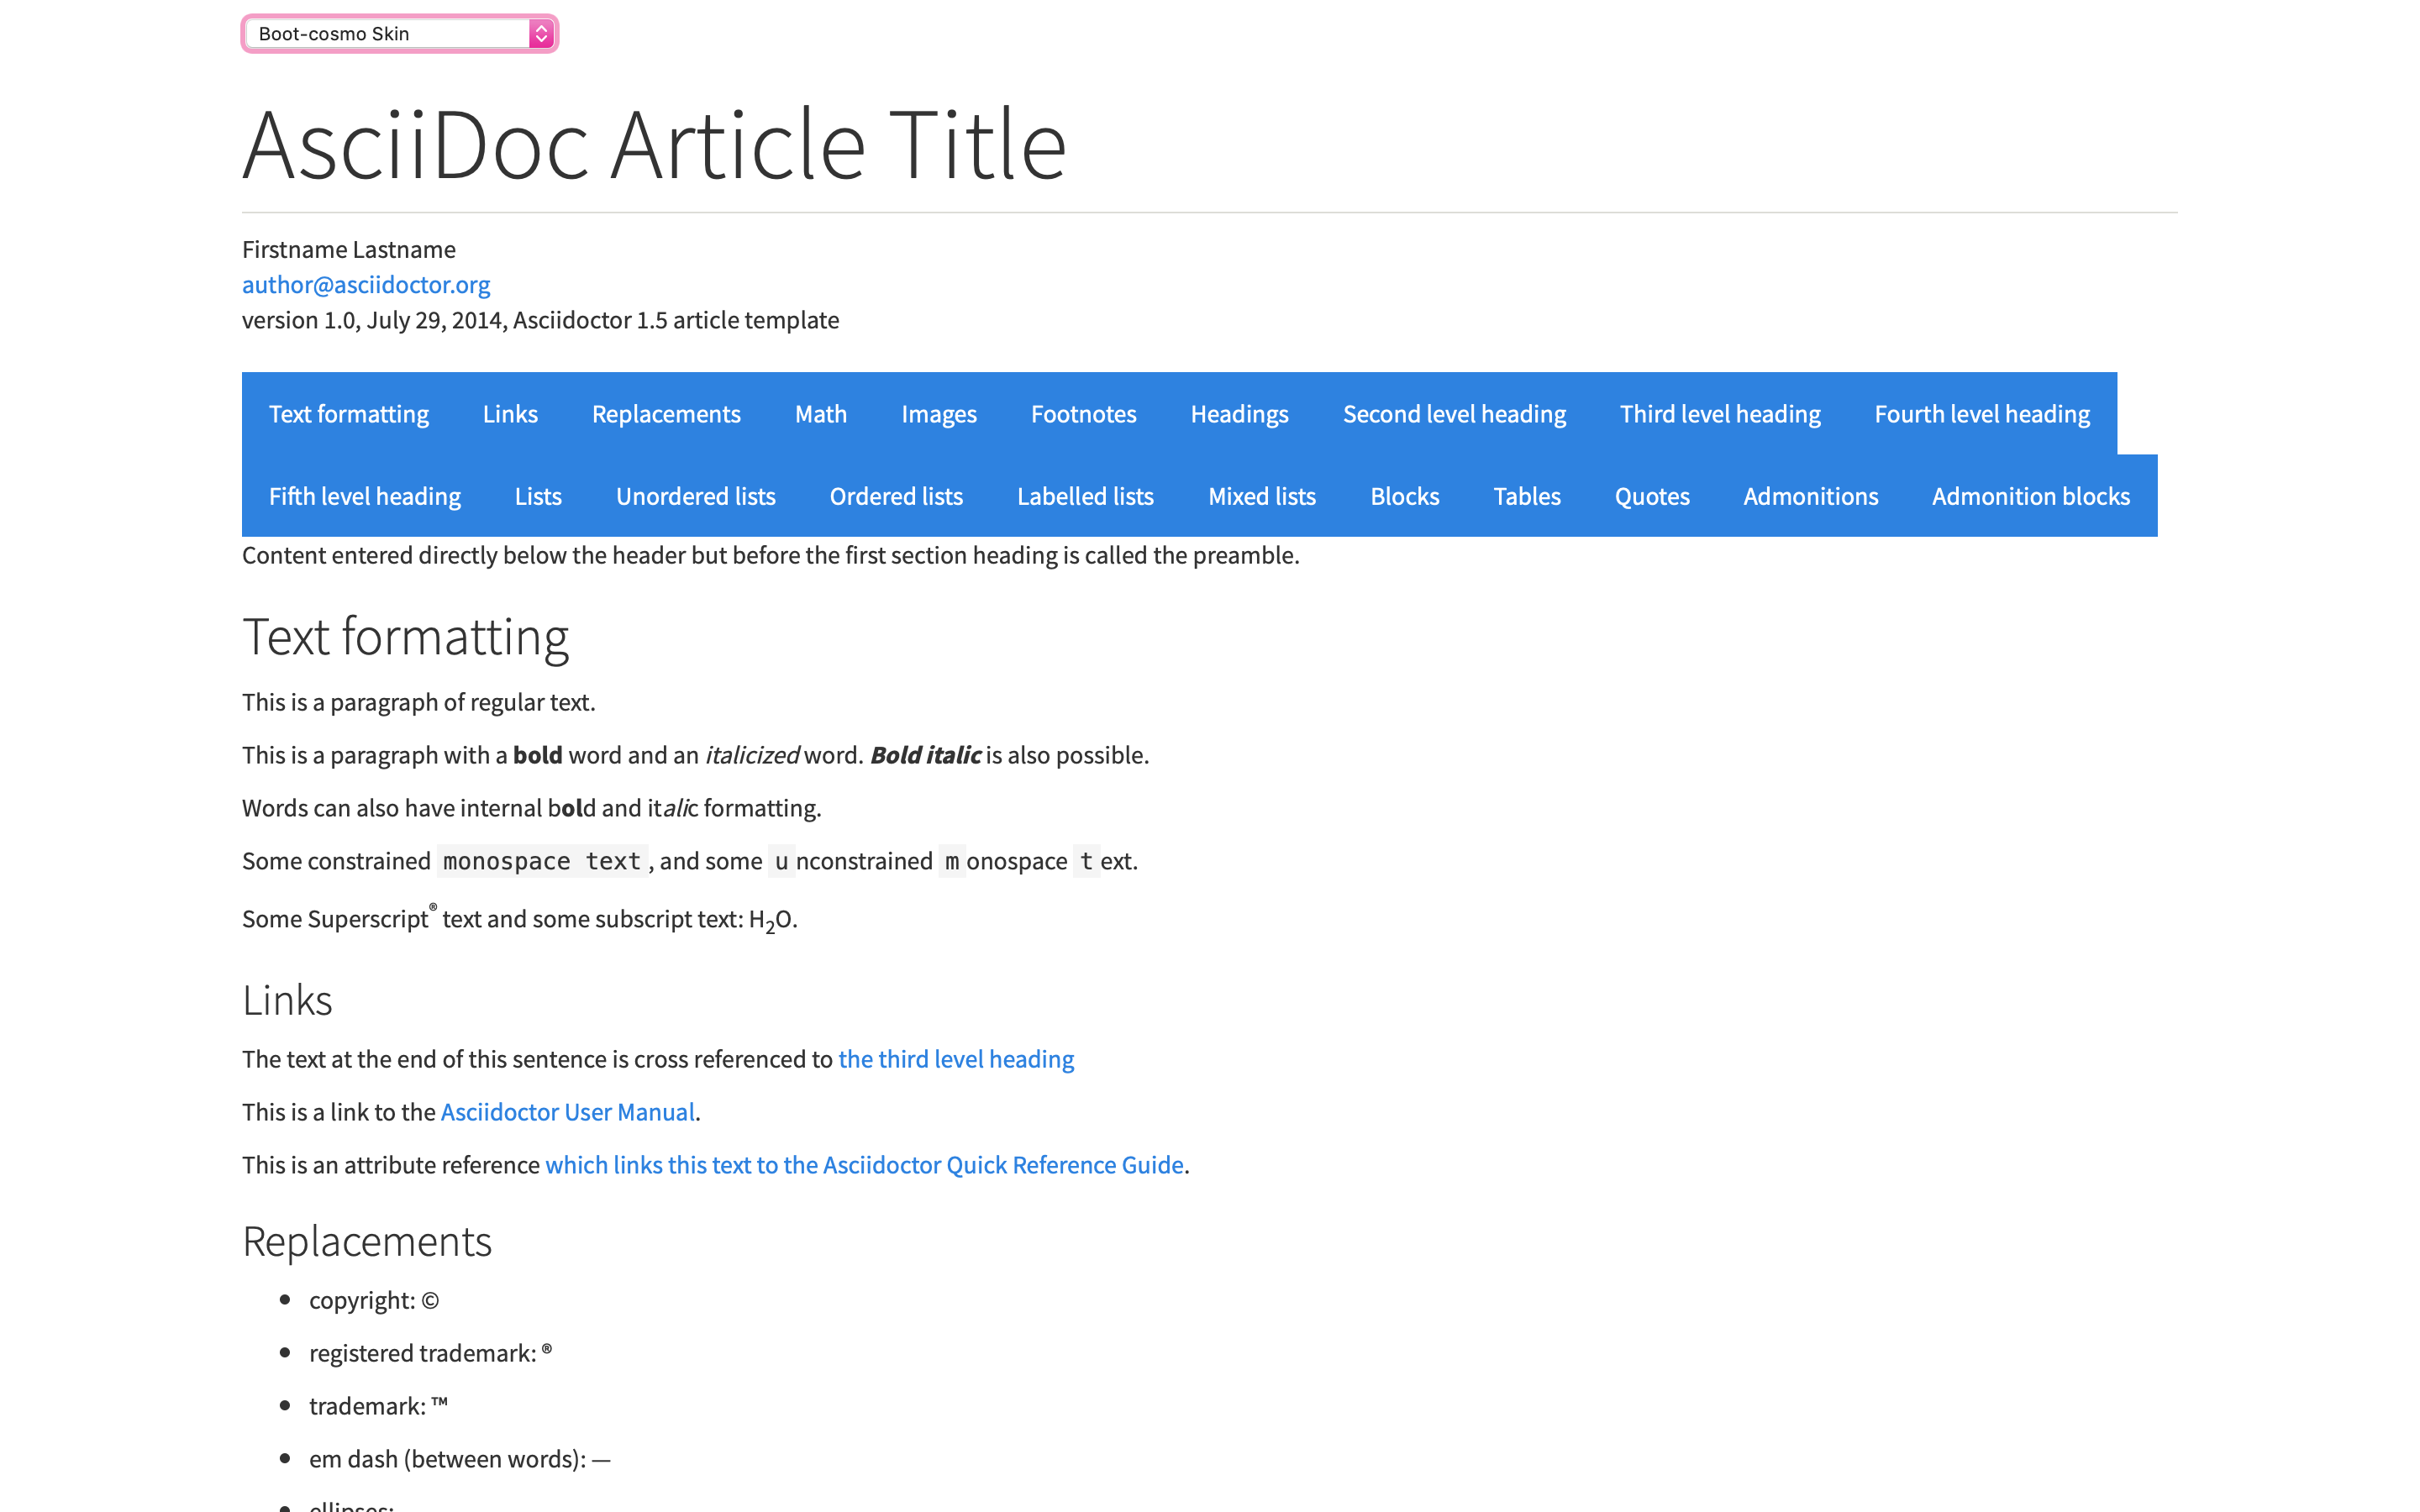 Boot-cosmo Skin
AsciiDoc Article Title
Firstname Lastname
author@asciidoctor.org
version 1.0, July 29, 2014, Asciidoctor 1.5 article template
Text formatting Links Replacements Math Images Footnotes Headings Second level heading Third level heading Fourth level heading
Fifth level heading Lists Unordered lists Ordered lists Labelled lists Mixed lists Blocks Tables Quotes Admonitions Admonition blocks
Content entered directly below the header but before the first section heading is called the preamble.
Text formatting
This is a paragraph of regular text.
This is a paragraph with a bold word and an italicized word. Bold italic is also possible.
Words can also have internal bold and italic formatting.
Some constrained monospace text, and some unconstrained monospace text.
Some Superscript® text and some subscript text: H₂O.
Links
The text at the end of this sentence is cross referenced to the third level heading
This is a link to the Asciidoctor User Manual.
This is an attribute reference which links this text to the Asciidoctor Quick Reference Guide.
Replacements
• copyright: ©
• registered trademark: ®
• trademark: ™
• em dash (between words): —
• ellipses: